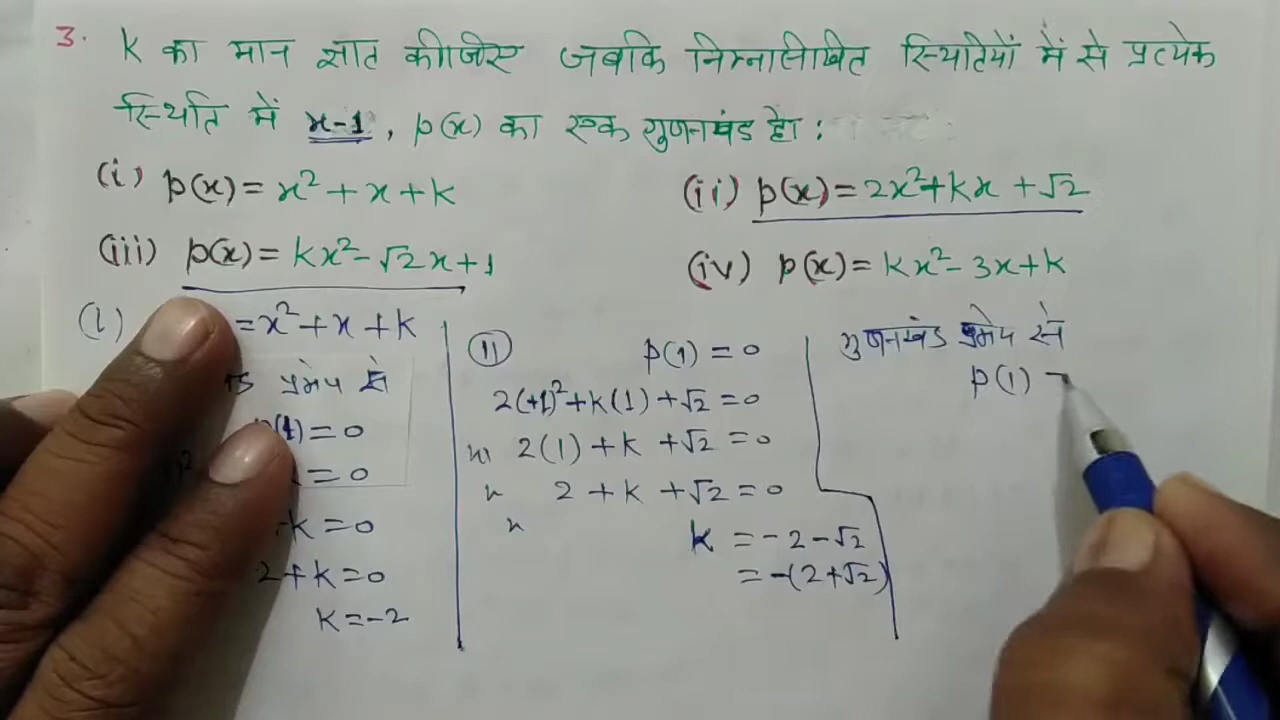 3. k का मान ज्ञात कीजिए जबकि निम्नलिखित स्थितियों में से प्रत्येक
स्थिति में x-1, p(x) का एक गुणनखंड हो :
(i) p(x) = x² + x + k
(ii) p(x) = 2x² + kx + √2
(iii) p(x) = kx² - √2x + 1
(iv) p(x) = kx² - 3x + k
(i) = x² + x + k
प्रमेय से
(1) = 0
= 0
k = 0
2 + k = 0
k = -2
(ii) p(1) = 0
2(+1)² + k(1) + √2 = 0
2(1) + k + √2 = 0
2 + k + √2 = 0
k = -2 - √2
= -(2 + √2)
गुणनखंड प्रमेय से
p(1) =